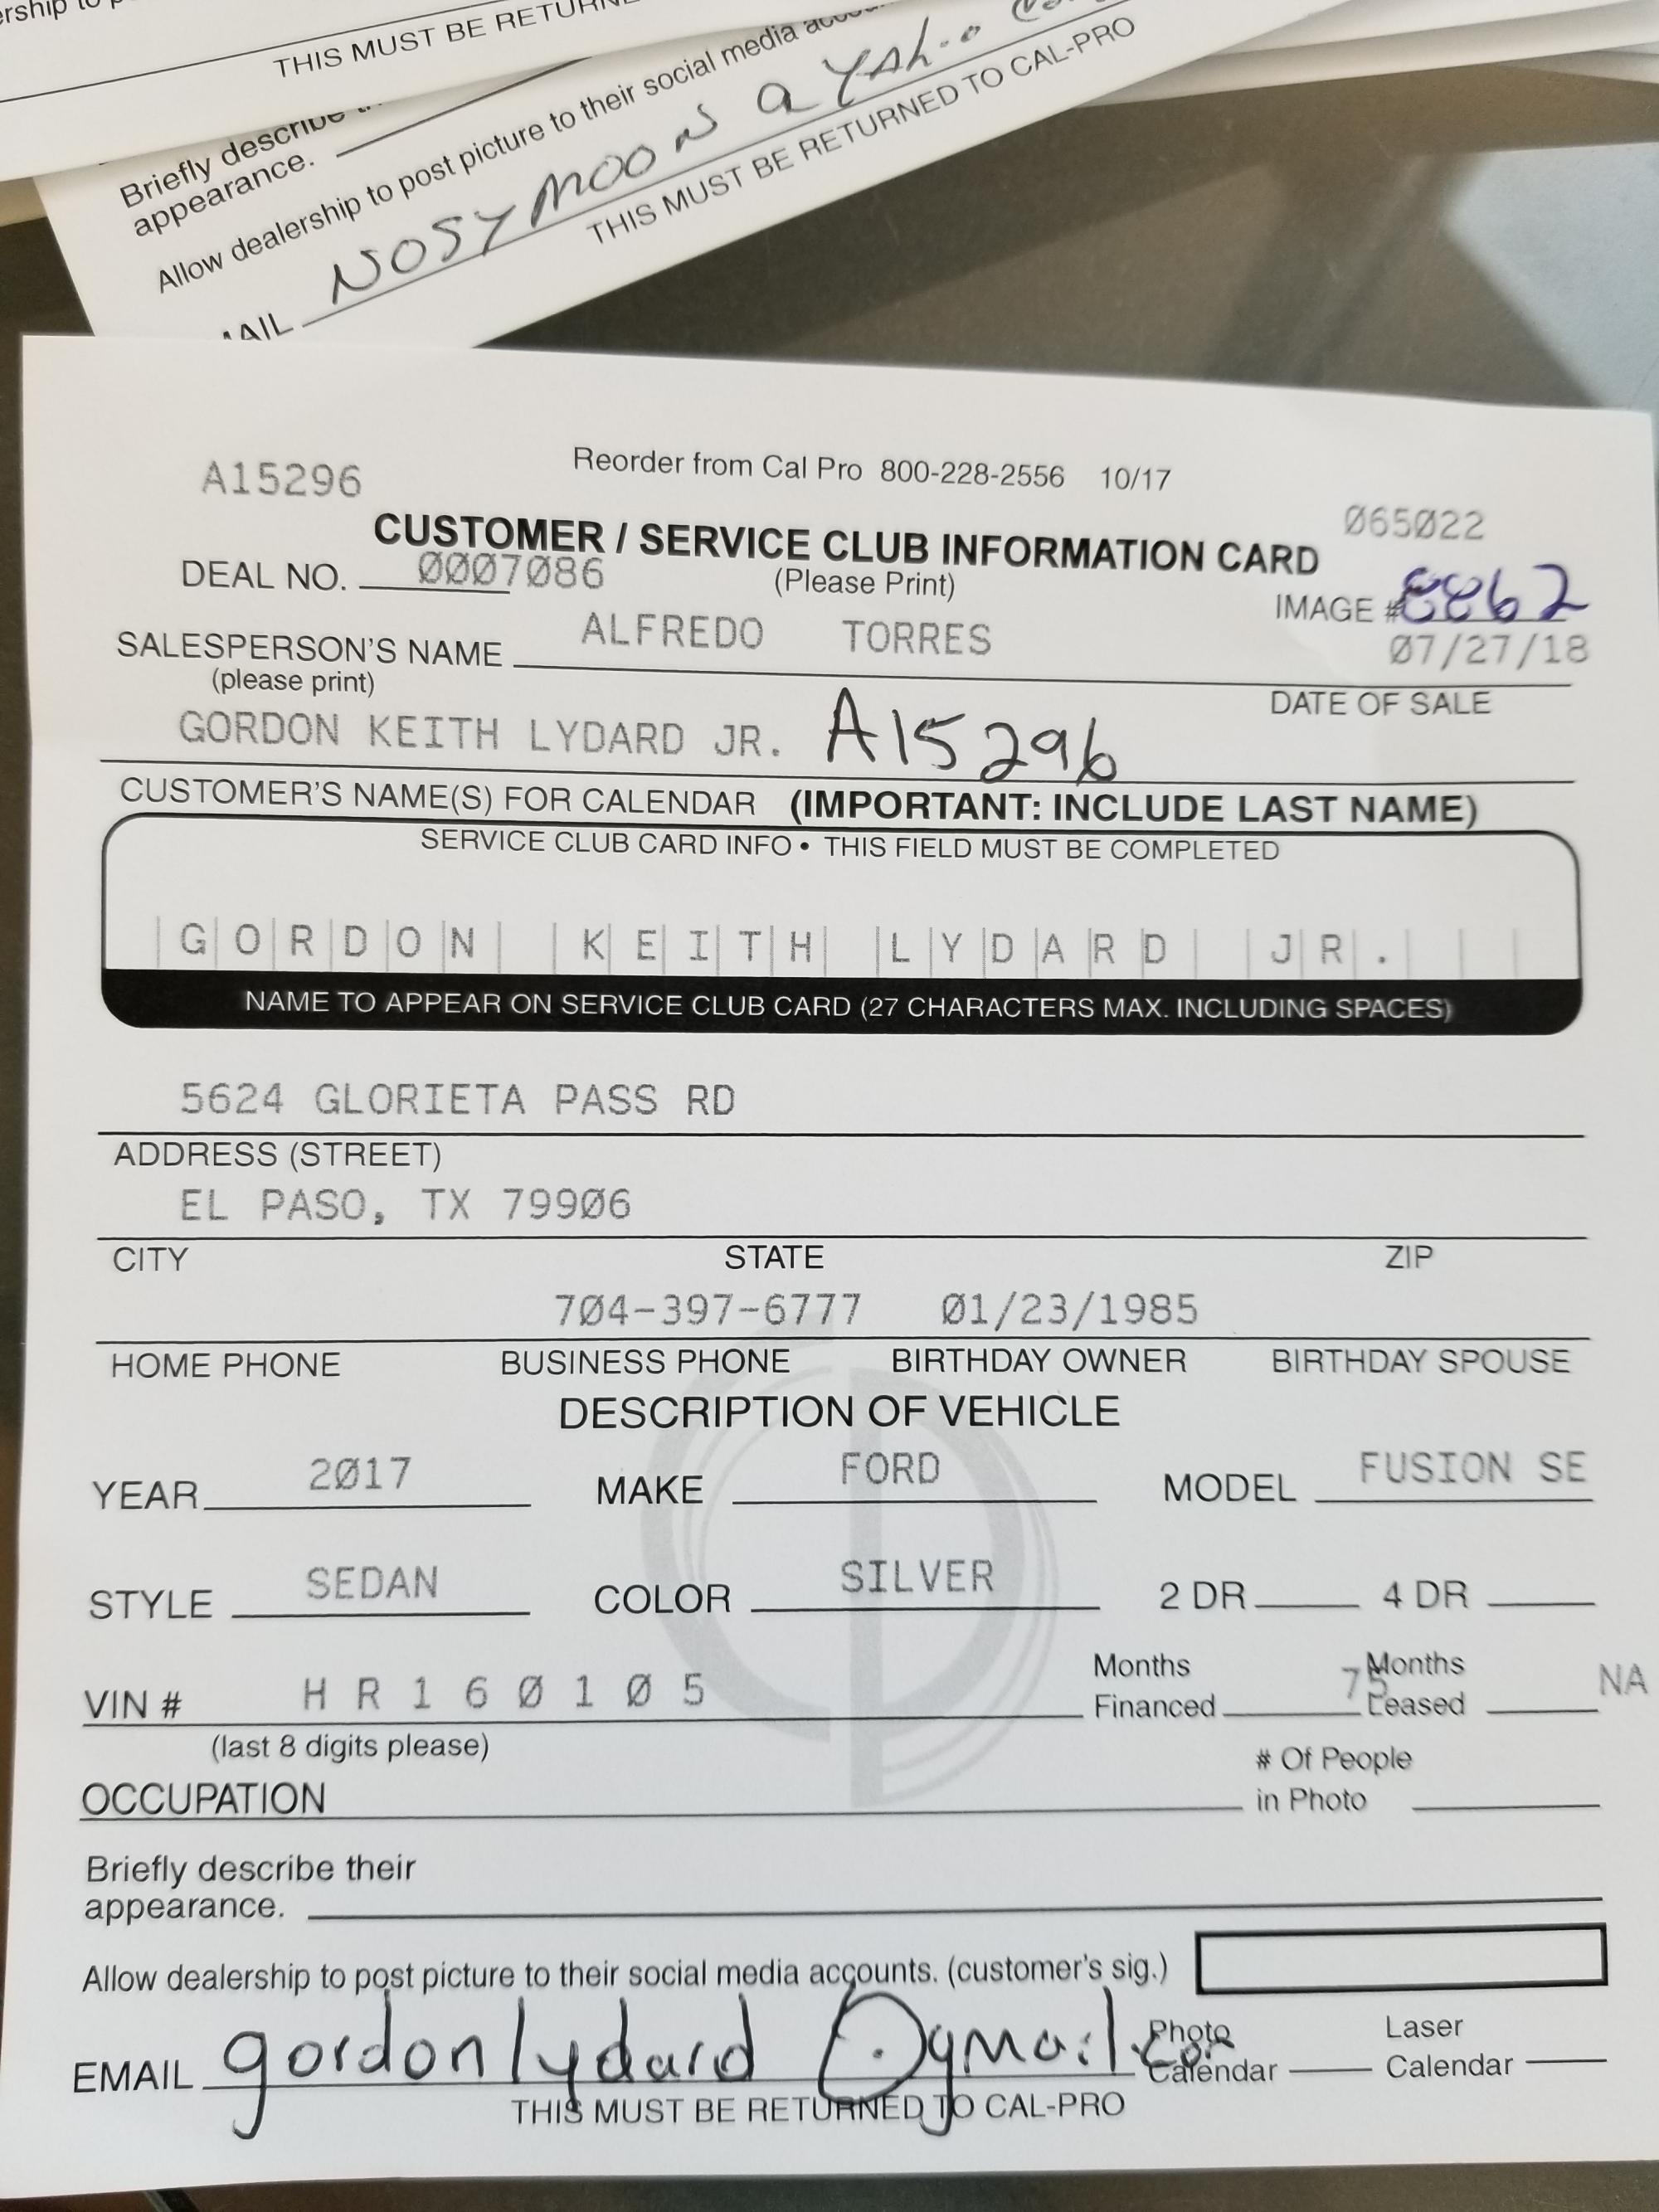 THIS MUST BE RETURN
Briefly describe
appearance.
Allow dealership to post picture to their social media
NOSYMOON @ Yaho
THIS MUST BE RETURNED TO CAL-PRO
A15296
Reorder from Cal Pro 800-228-2556 10/17
065022
CUSTOMER / SERVICE CLUB INFORMATION CARD
DEAL NO. 0007086
(Please Print)
IMAGE # 8862
SALESPERSON'S NAME ALFREDO TORRES
07/27/18
(please print)
DATE OF SALE
GORDON KEITH LYDARD JR. A15296
CUSTOMER'S NAME(S) FOR CALENDAR (IMPORTANT: INCLUDE LAST NAME)
SERVICE CLUB CARD INFO • THIS FIELD MUST BE COMPLETED
GORDON KEITH LYDARD JR.
NAME TO APPEAR ON SERVICE CLUB CARD (27 CHARACTERS MAX. INCLUDING SPACES)
5624 GLORIETA PASS RD
ADDRESS (STREET)
EL PASO, TX 79906
CITY STATE ZIP
704-397-6777 01/23/1985
HOME PHONE BUSINESS PHONE BIRTHDAY OWNER BIRTHDAY SPOUSE
DESCRIPTION OF VEHICLE
YEAR 2017 MAKE FORD MODEL FUSION SE
STYLE SEDAN COLOR SILVER 2 DR 4 DR
VIN # HR160105 Months Financed 75 Months Leased NA
(last 8 digits please)
OCCUPATION # Of People in Photo
Briefly describe their
appearance.
Allow dealership to post picture to their social media accounts. (customer's sig.)
EMAIL gordonlydard @gmail.com Photo Calendar Laser Calendar
THIS MUST BE RETURNED TO CAL-PRO